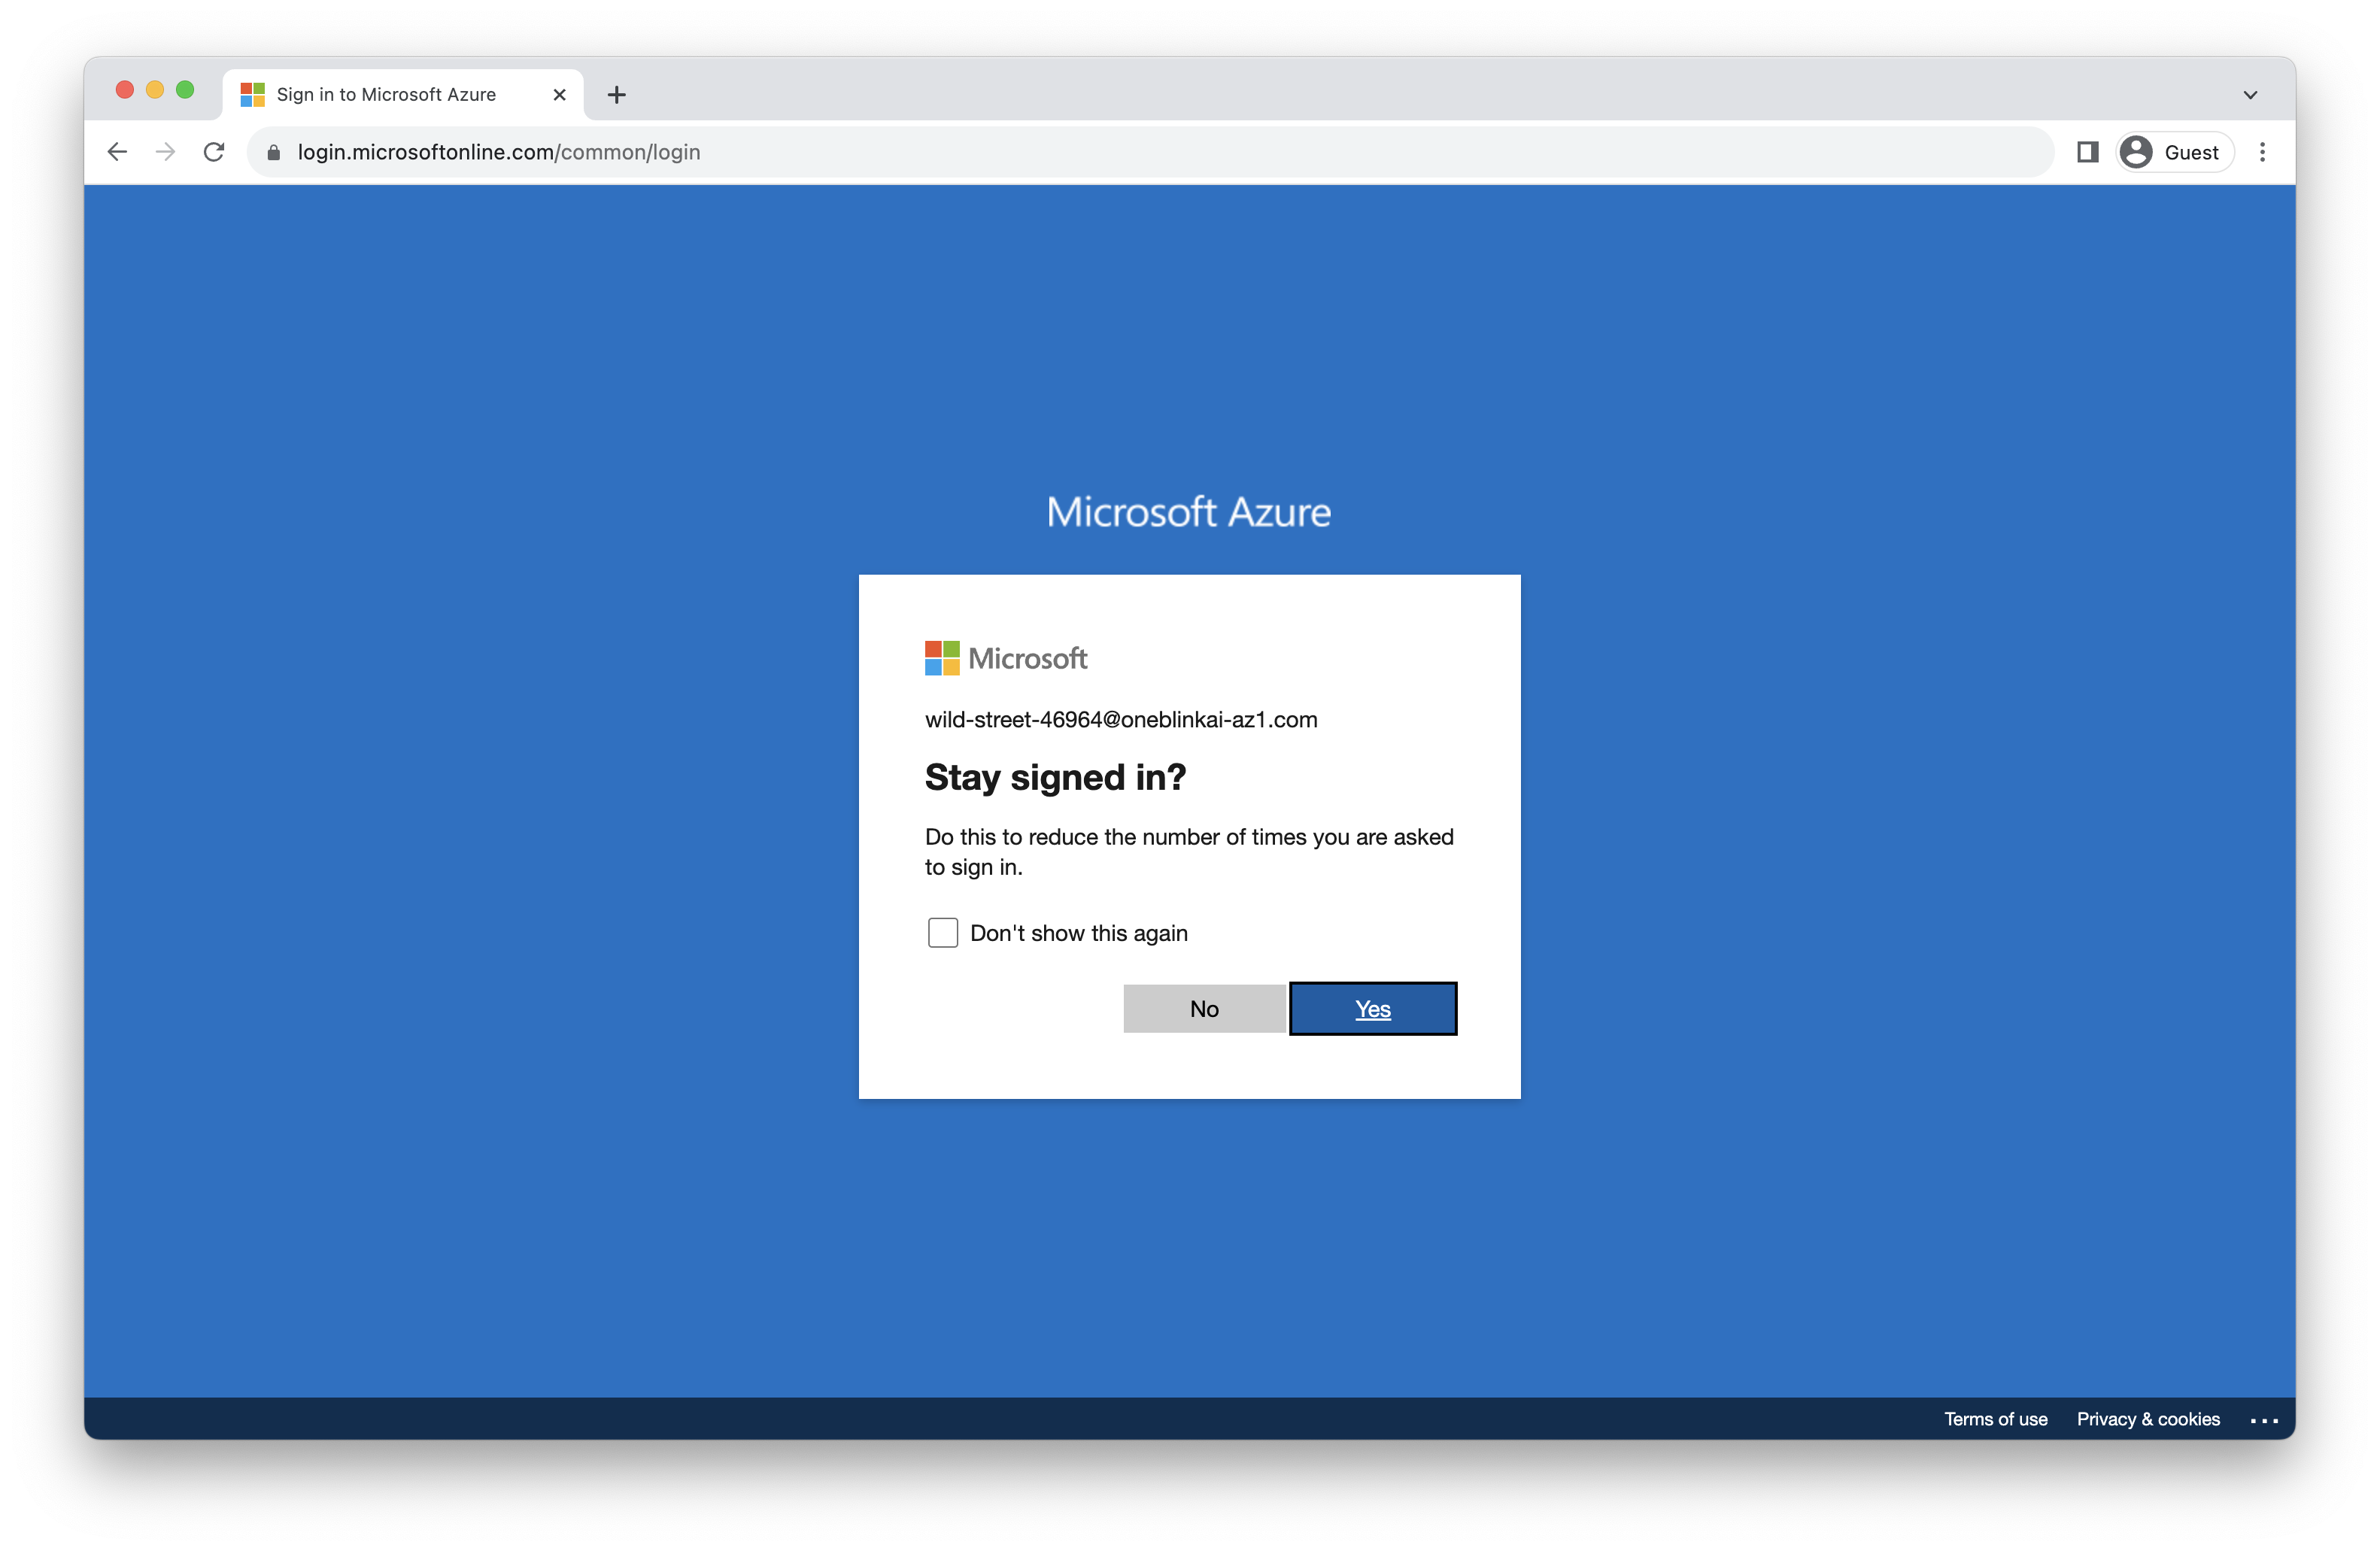 Sign in to Microsoft Azure
login.microsoftonline.com/common/login
Guest
Microsoft Azure
Microsoft
wild-street-46964@oneblinkai-az1.com
Stay signed in?
Do this to reduce the number of times you are asked
to sign in.
Don't show this again
No Yes
Terms of use Privacy & cookies ...